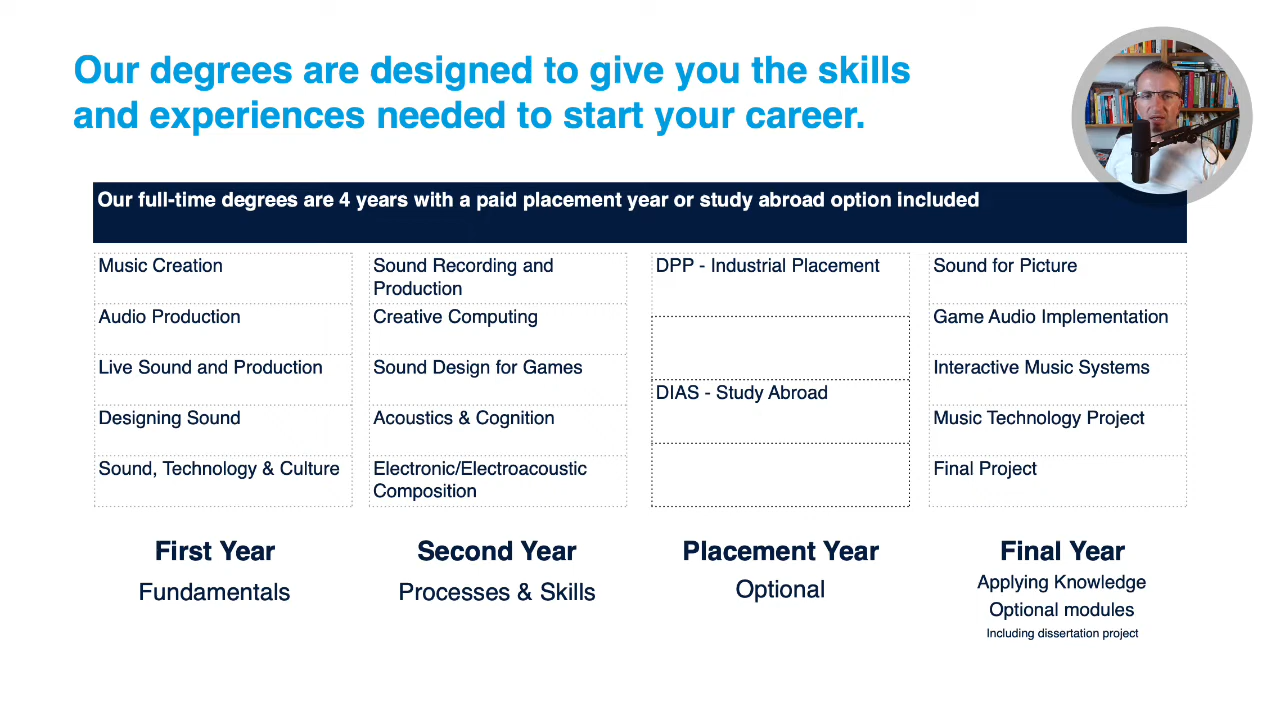 Our degrees are designed to give you the skills
and experiences needed to start your career.
Our full-time degrees are 4 years with a paid placement year or study abroad option included
Music Creation
Audio Production
Live Sound and Production
Designing Sound
Sound, Technology & Culture
First Year
Fundamentals
Sound Recording and
Production
Creative Computing
Sound Design for Games
Acoustics & Cognition
Electronic/Electroacoustic
Composition
Second Year
Processes & Skills
DPP - Industrial Placement
DIAS - Study Abroad
Placement Year
Optional
Sound for Picture
Game Audio Implementation
Interactive Music Systems
Music Technology Project
Final Project
Final Year
Applying Knowledge
Optional modules
Including dissertation project